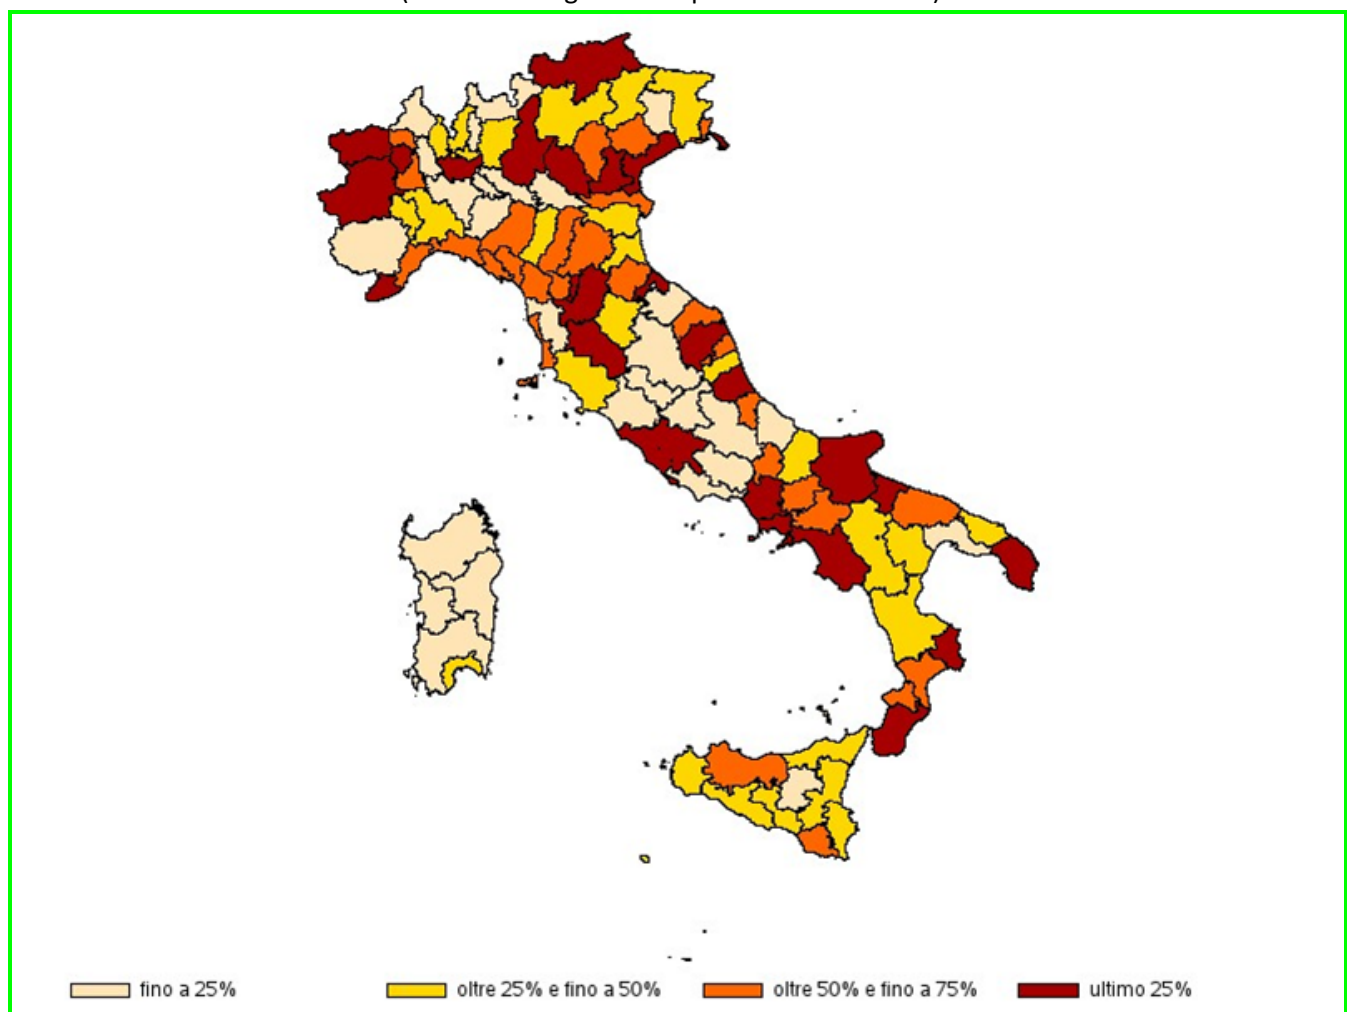 fino a 25%
oltre 25% e fino a 50%
oltre 50% e fino a 75%
ultimo 25%